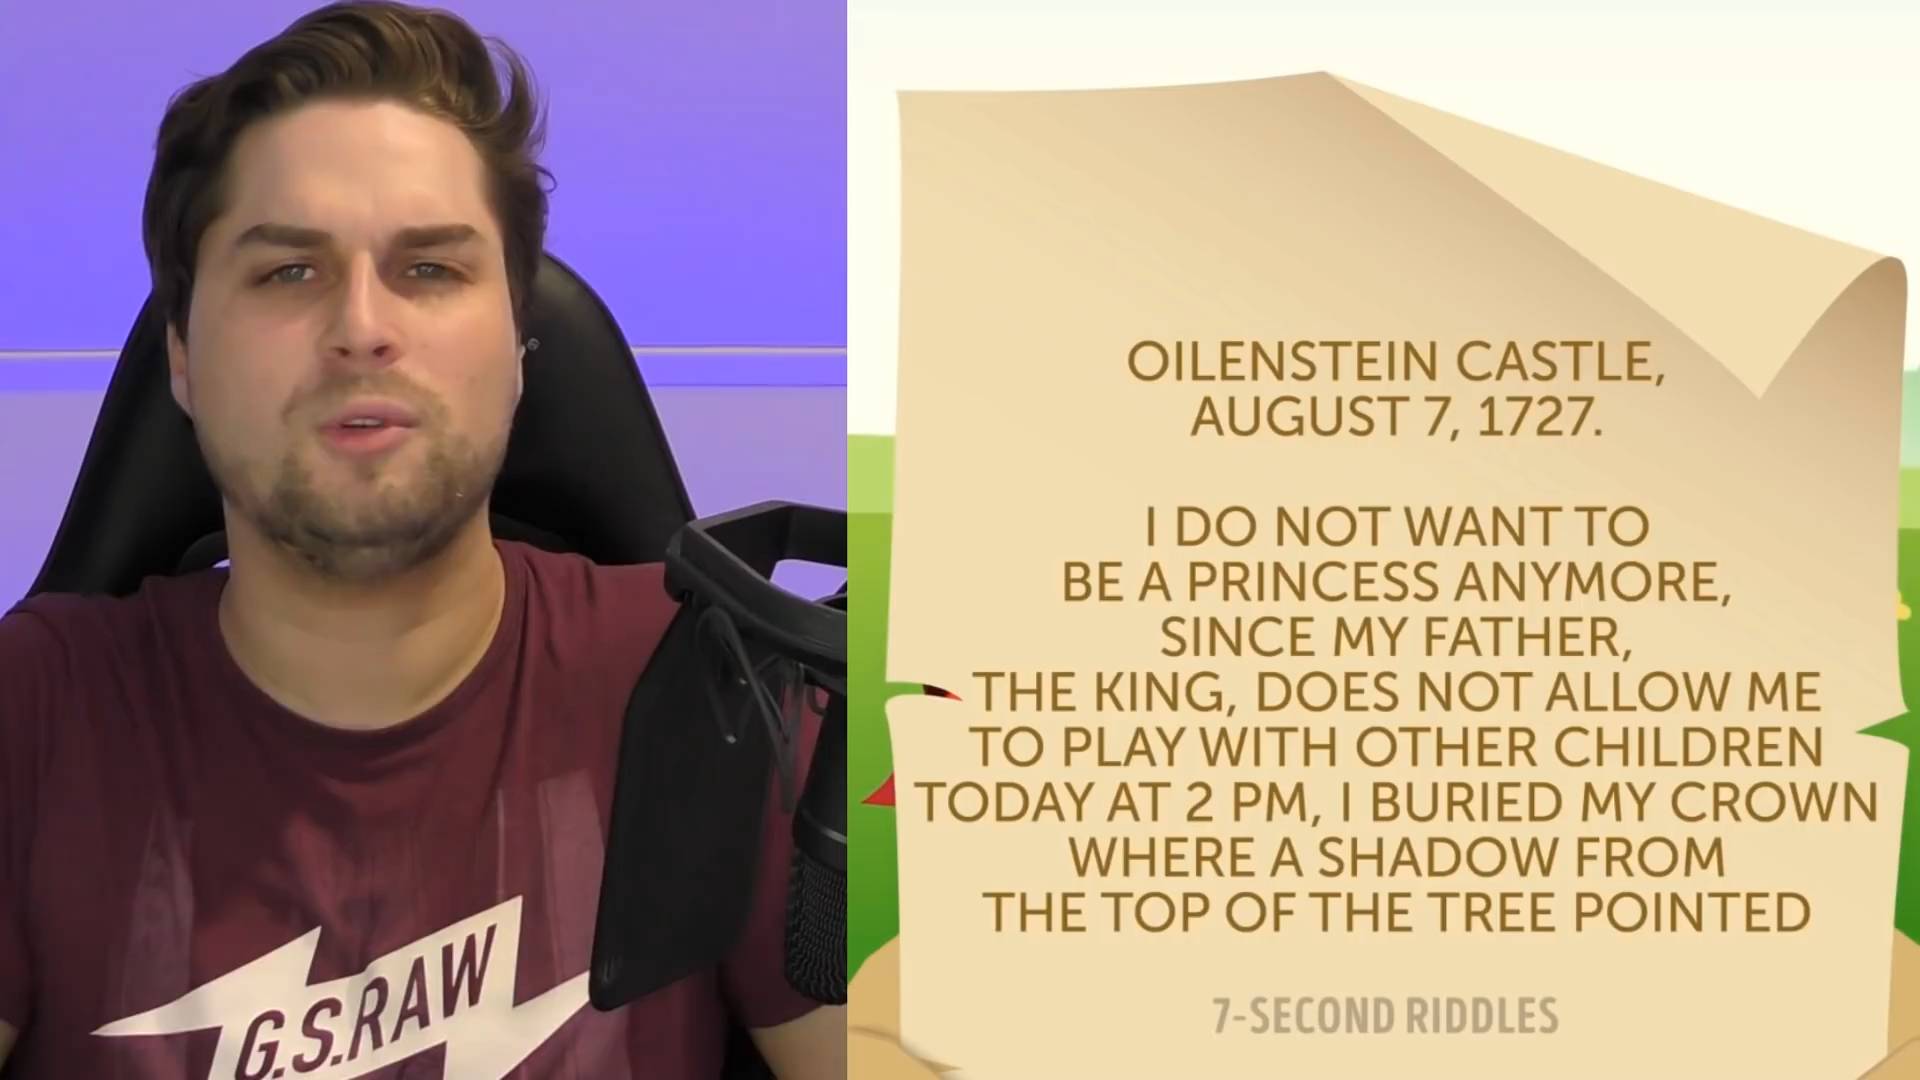 G.S.RAW
OILENSTEIN CASTLE,
AUGUST 7, 1727.
I DO NOT WANT TO
BE A PRINCESS ANYMORE,
SINCE MY FATHER,
THE KING, DOES NOT ALLOW ME
TO PLAY WITH OTHER CHILDREN
TODAY AT 2 PM, I BURIED MY CROWN
WHERE A SHADOW FROM
THE TOP OF THE TREE POINTED
7-SECOND RIDDLES